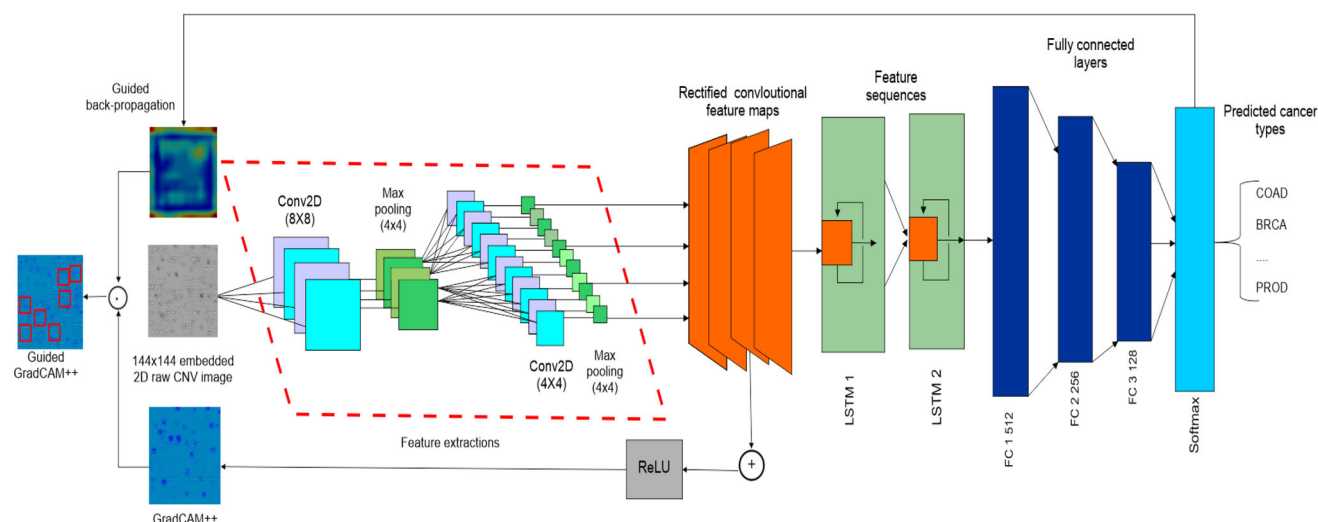 Guided
back-propagation
Guided
GradCAM++
144x144 embedded
2D raw CNV image
GradCAM++
Conv2D
(8X8)
Max
pooling
(4x4)
Conv2D
(4X4)
Max
pooling
(4x4)
Feature extractions
Rectified convloutional
feature maps
ReLU
+
Feature
sequences
LSTM 1
LSTM 2
Fully connected
layers
FC 1 512
FC 2 256
FC 3 128
Softmax
Predicted cancer
types
COAD
BRCA
....
PROD